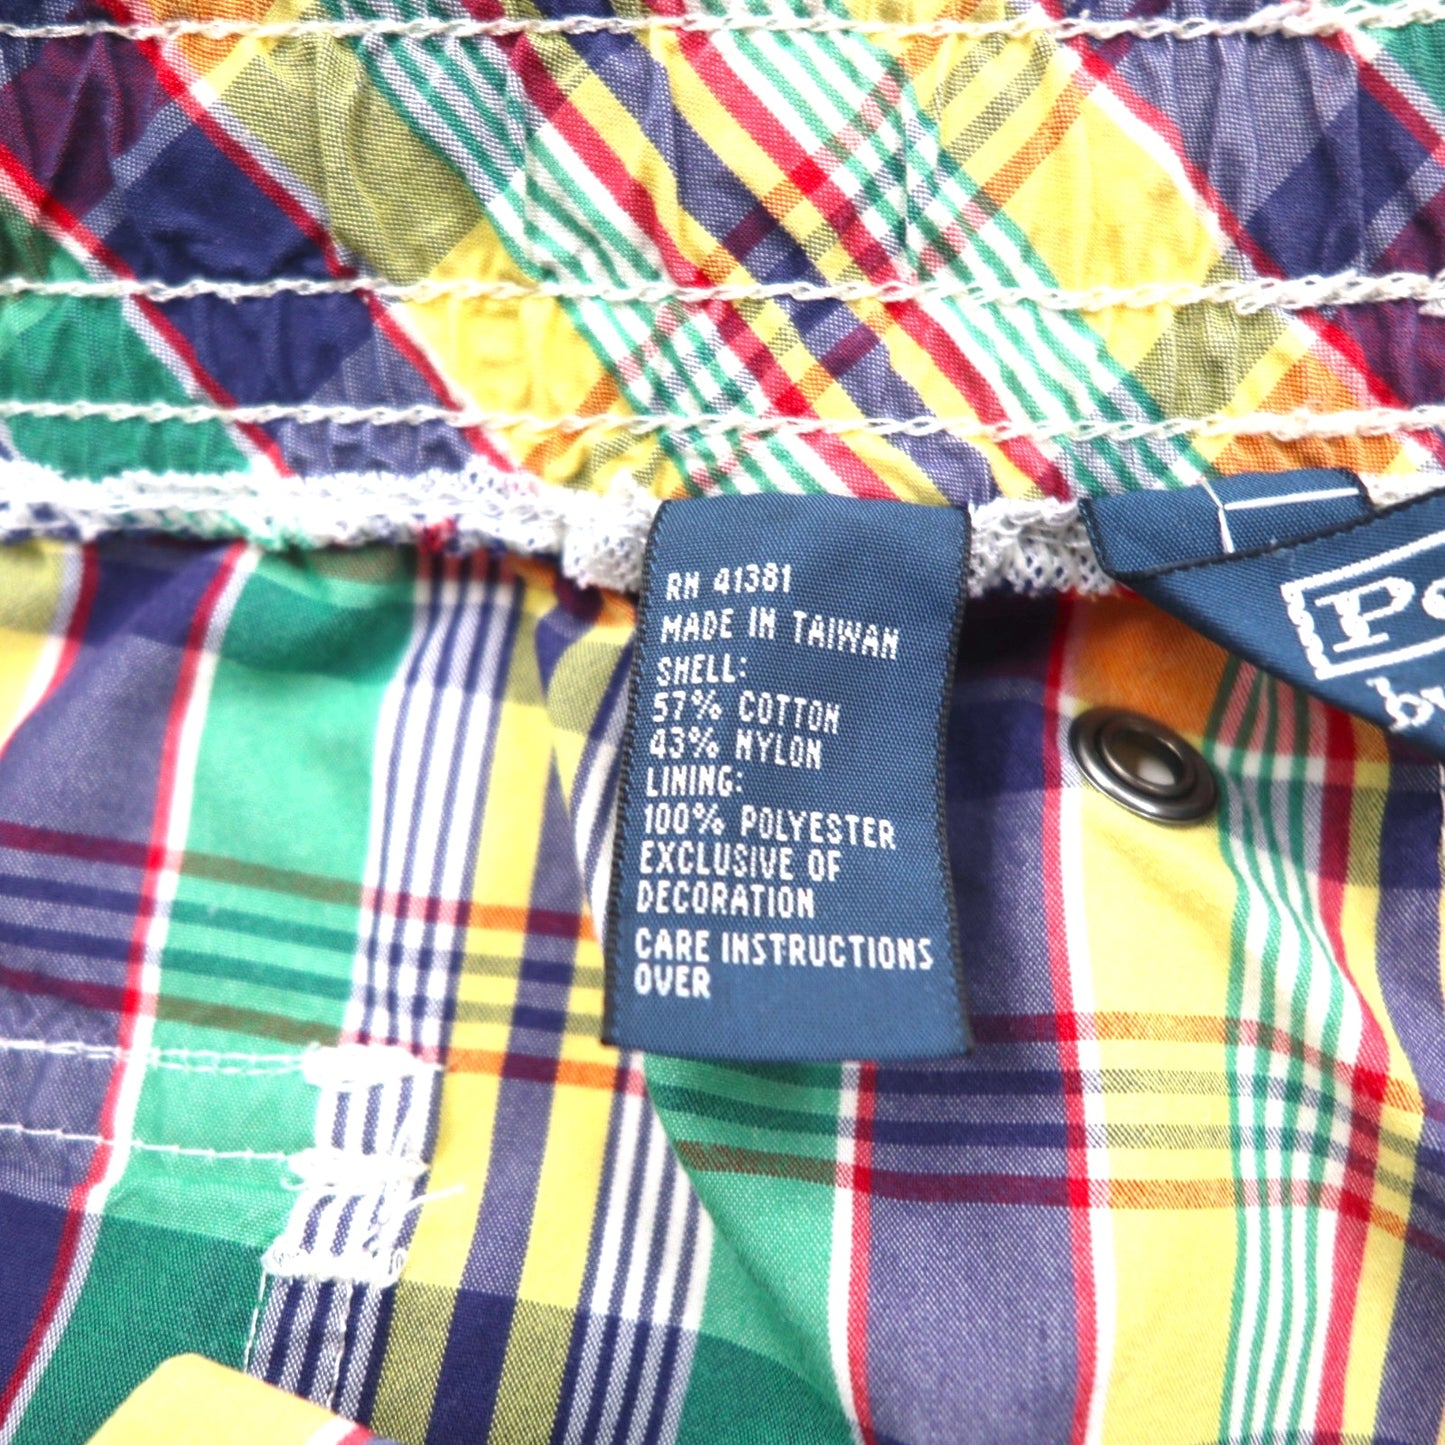 RN 41381
MADE IN TAIWAN
SHELL:
57% COTTON
43% NYLON
LINING:
100% POLYESTER
EXCLUSIVE OF
DECORATION
CARE INSTRUCTIONS
OVER